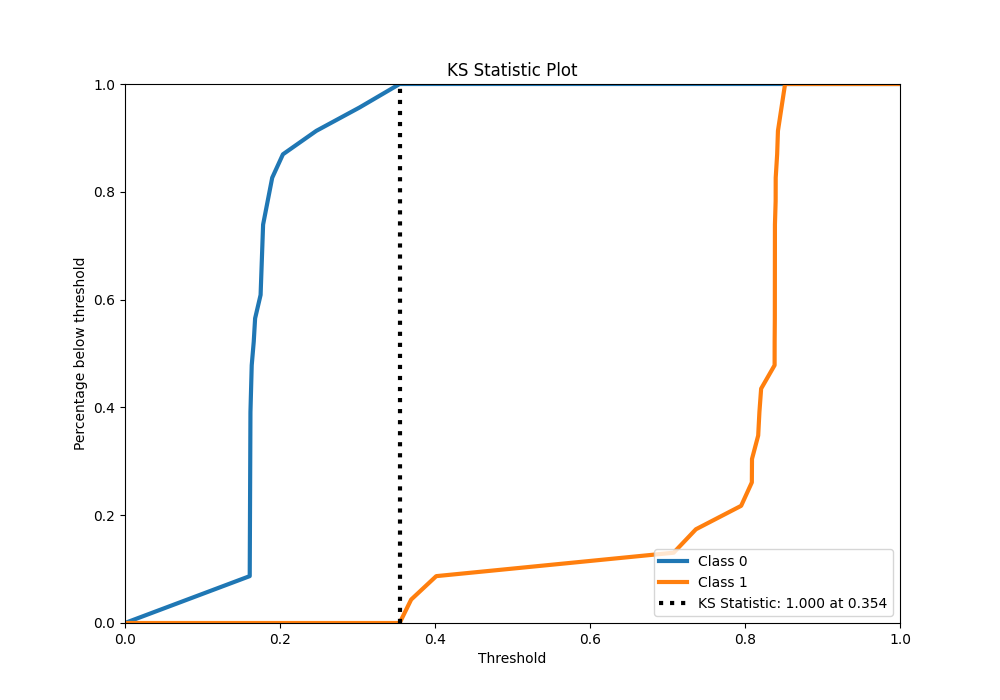 KS Statistic Plot
1.0
0.8
0.6
0.4
0.2
0.0
Percentage below threshold
0.0 0.2 0.4 0.6 0.8 1.0
Threshold
Class 0
Class 1
KS Statistic: 1.000 at 0.354